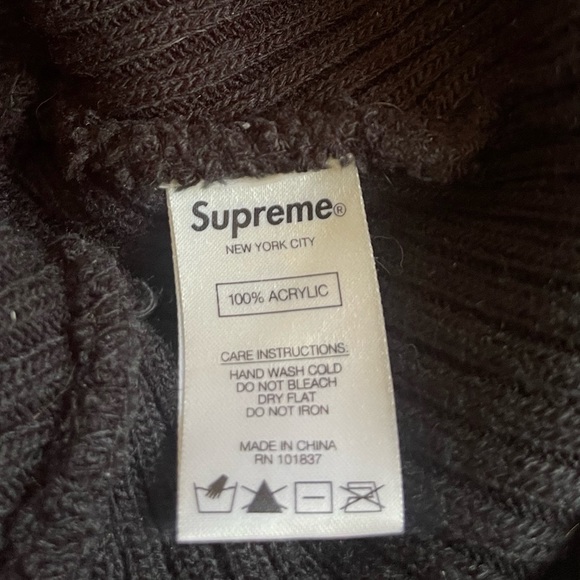 Supreme®
NEW YORK CITY
100% ACRYLIC
CARE INSTRUCTIONS:
HAND WASH COLD
DO NOT BLEACH
DRY FLAT
DO NOT IRON
MADE IN CHINA
RN 101837